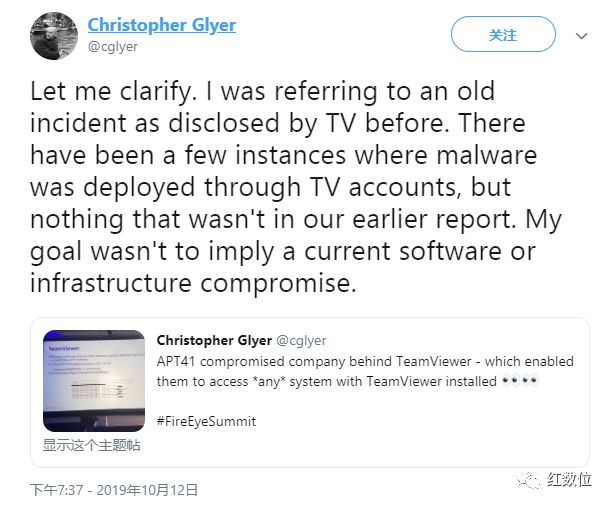 Christopher Glyer
@cglyer
关注
Let me clarify. I was referring to an old
incident as disclosed by TV before. There
have been a few instances where malware
was deployed through TV accounts, but
nothing that wasn't in our earlier report. My
goal wasn't to imply a current software or
infrastructure compromise.
TeamViewer
Christopher Glyer @cglyer
APT41 compromised company behind TeamViewer - which enabled
them to access *any* system with TeamViewer installed 👀👀
#FireEyeSummit
显示这个主题帖
红数位
下午7:37 - 2019年10月12日